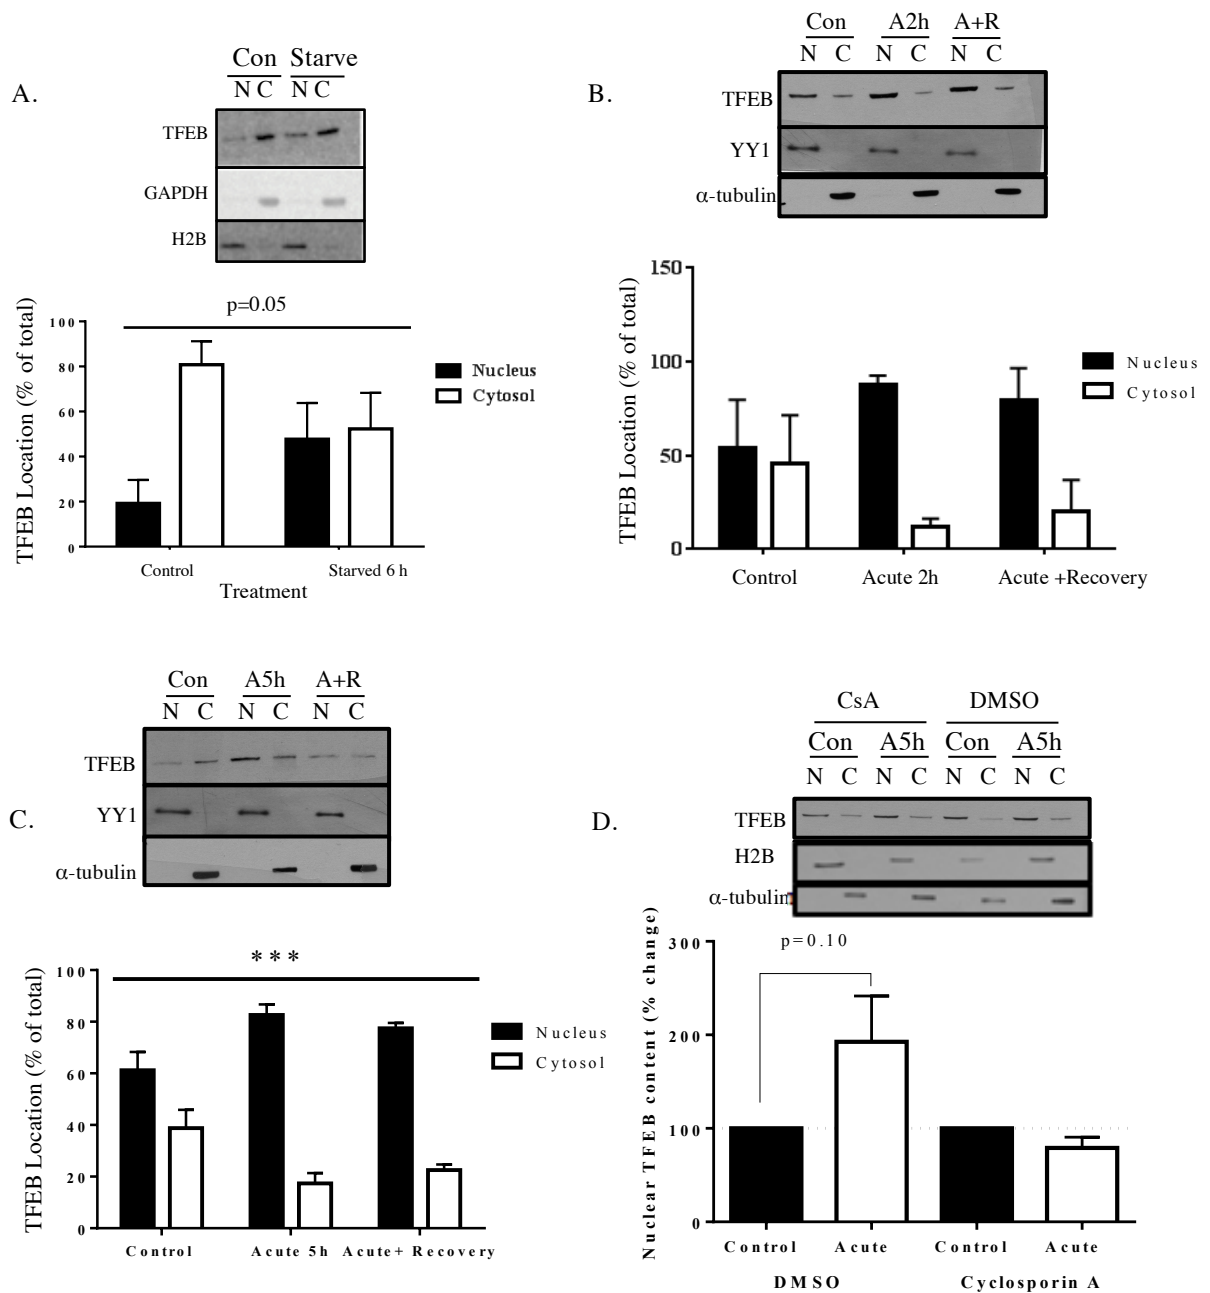 A.
Con Starve
N C N C
TFEB
GAPDH
H2B
p=0.05
TFEB Location (% of total)
100
80
60
40
20
0
Nucleus
Cytosol
Control Starved 6 h
Treatment
B.
Con A2h A+R
N C N C N C
TFEB
YY1
α-tubulin
TFEB Location (% of total)
150
100
50
0
Nucleus
Cytosol
Control Acute 2h Acute +Recovery
C.
Con A5h A+R
N C N C N C
TFEB
YY1
α-tubulin
***
TFEB Location (% of total)
100
80
60
40
20
0
Nucleus
Cytosol
Control Acute 5h Acute+ Recovery
D.
CsA DMSO
Con A5h Con A5h
N C N C N C N C
TFEB
H2B
α-tubulin
p=0.10
Nuclear TFEB content (% change)
300
200
100
0
Control Acute Control Acute
DMSO Cyclosporin A